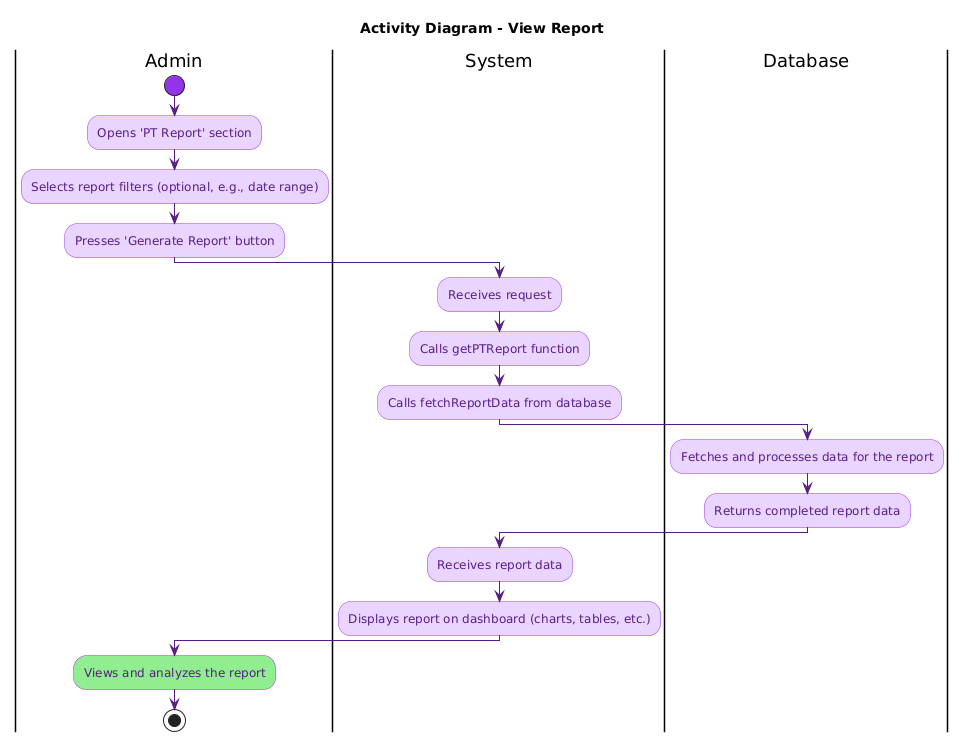 Activity Diagram - View Report
Admin
System
Database
Opens 'PT Report' section
Selects report filters (optional, e.g., date range)
Presses 'Generate Report' button
Receives request
Calls getPTReport function
Calls fetchReportData from database
Fetches and processes data for the report
Returns completed report data
Receives report data
Displays report on dashboard (charts, tables, etc.)
Views and analyzes the report